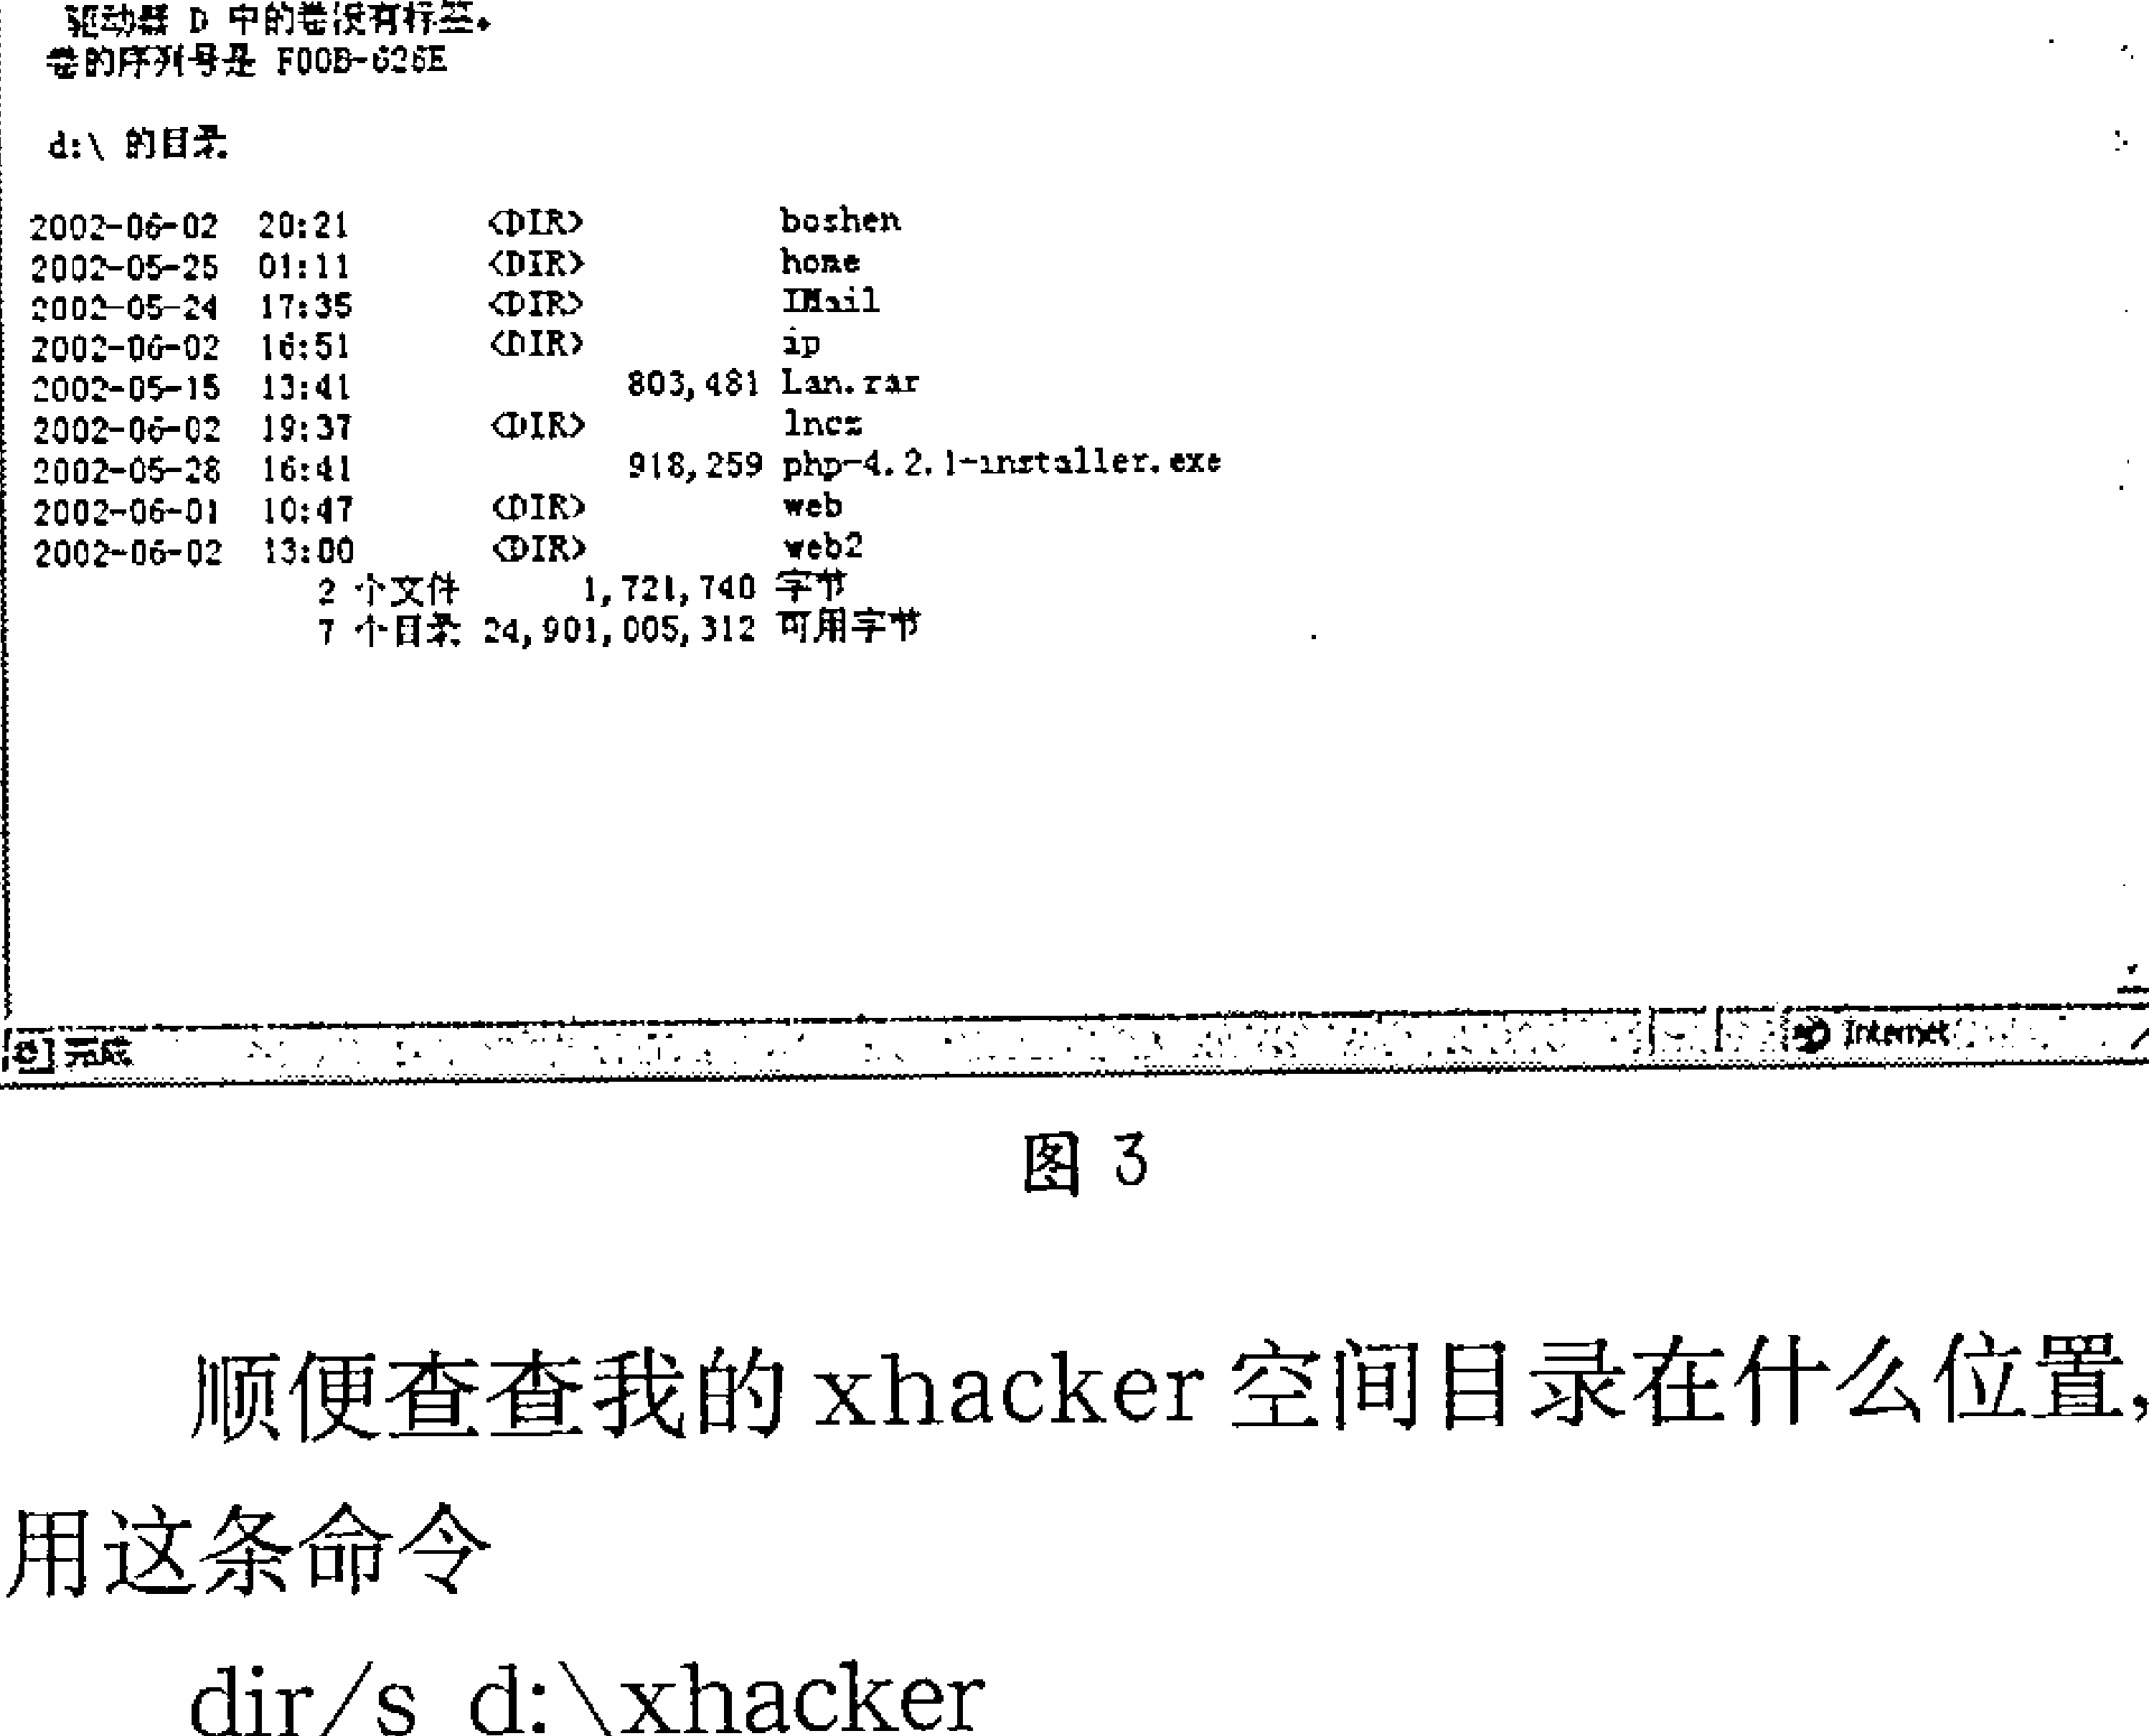 驱动器 D 中的卷没有标签。
卷的序列号是 F00B-626E
d:\ 的目录
2002-06-02 20:21 <DIR> boshen
2002-05-25 01:11 <DIR> home
2002-05-24 17:35 <DIR> IMail
2002-06-02 16:51 <DIR> ip
2002-05-15 13:41 803,481 Lan.rar
2002-06-02 19:37 <DIR> lncz
2002-05-28 16:41 918,259 php-4.2.1-installer.exe
2002-06-01 10:47 <DIR> web
2002-06-02 13:00 <DIR> web2
2 个文件 1,721,740 字节
7 个目录 24,901,005,312 可用字节
完成 Internet
图 3
顺便查查我的xhacker空间目录在什么位置,
用这条命令
dir/s d:\xhacker